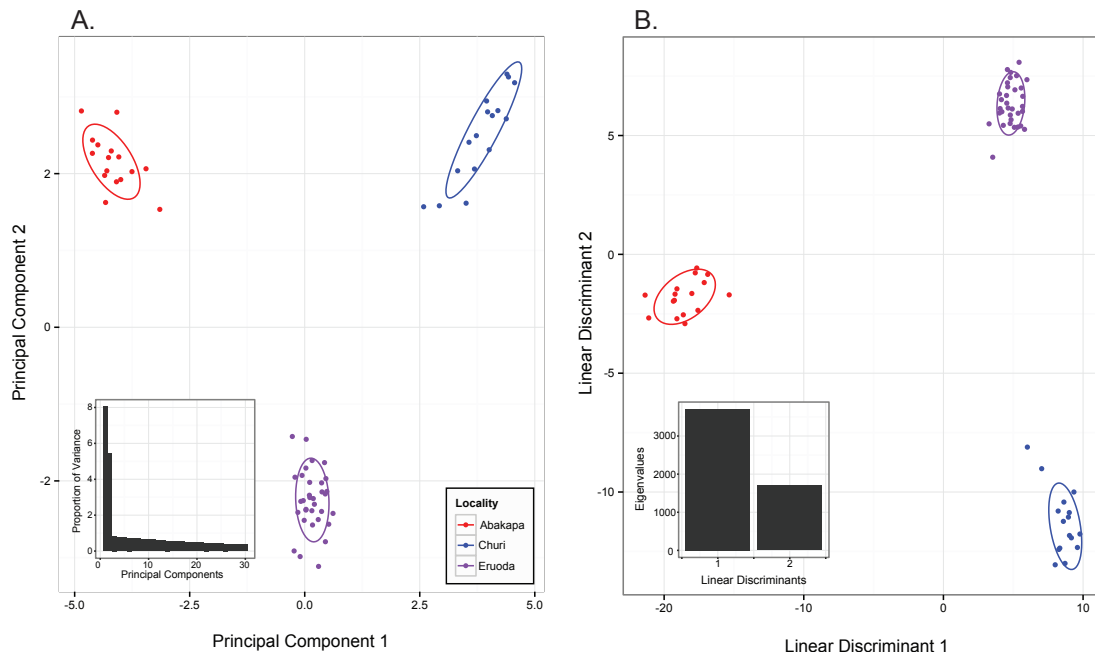 A.
Principal Component 2
2
0
-2
-5.0
-2.5
0.0
2.5
5.0
Principal Component 1
Proportion of Variance
8
6
4
2
0
0
10
20
30
Principal Components
Locality
Abakapa
Churi
Eruoda
B.
Linear Discriminant 2
5
0
-5
-10
-20
-10
0
10
Linear Discriminant 1
Eigenvalues
3000
2000
1000
0
1
2
Linear Discriminants